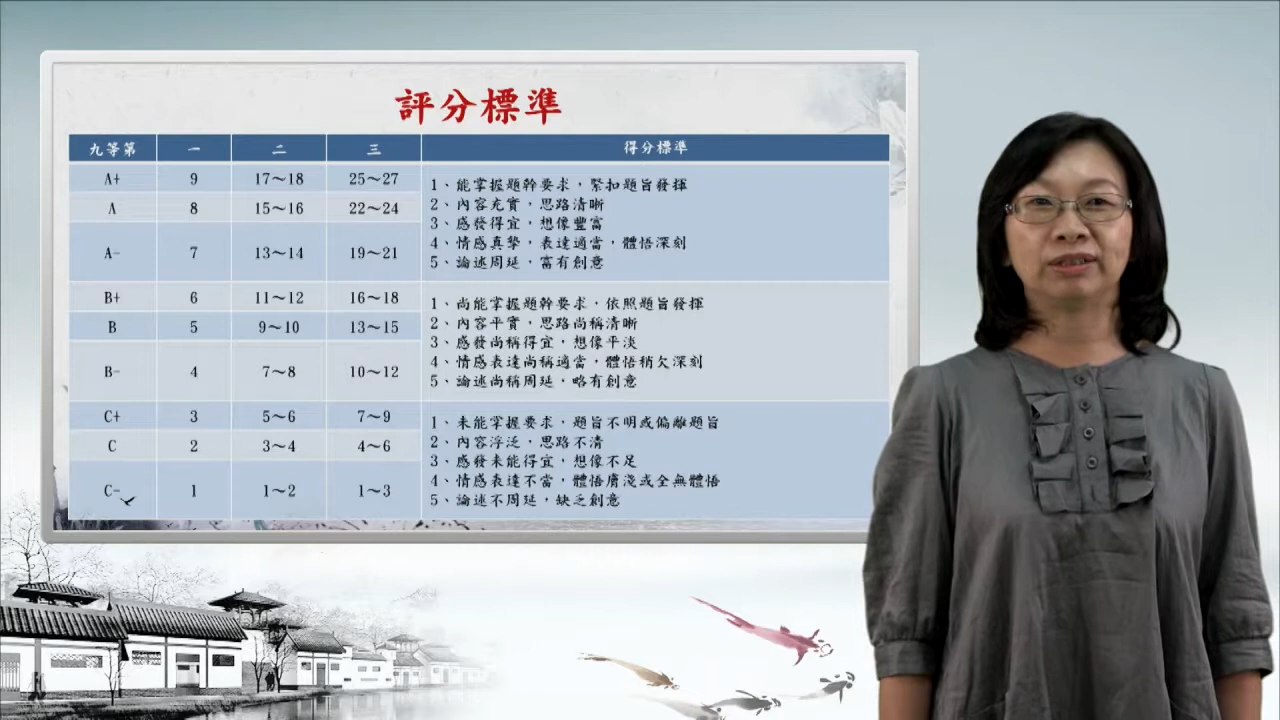 評分標準
九等第 一 二 三 得分標準
A+ 9 17～18 25～27
A 8 15～16 22～24
A- 7 13～14 19～21
1、能掌握題幹要求，緊扣題旨發揮
2、內容充實，思路清晰
3、感發得宜，想像豐富
4、情感真摯，表達適當，體悟深刻
5、論述周延，富有創意
B+ 6 11～12 16～18
B 5 9～10 13～15
B- 4 7～8 10～12
1、尚能掌握題幹要求，依照題旨發揮
2、內容平實，思路尚稱清晰
3、感發尚稱得宜，想像平淡
4、情感表達尚稱適當，體悟稍欠深刻
5、論述尚稱周延，略有創意
C+ 3 5～6 7～9
C 2 3～4 4～6
C- 1 1～2 1～3
1、未能掌握要求，題旨不明或偏離題旨
2、內容浮泛，思路不清
3、感發未能得宜，想像不足
4、情感表達不當，體悟膚淺或全無體悟
5、論述不周延，缺乏創意